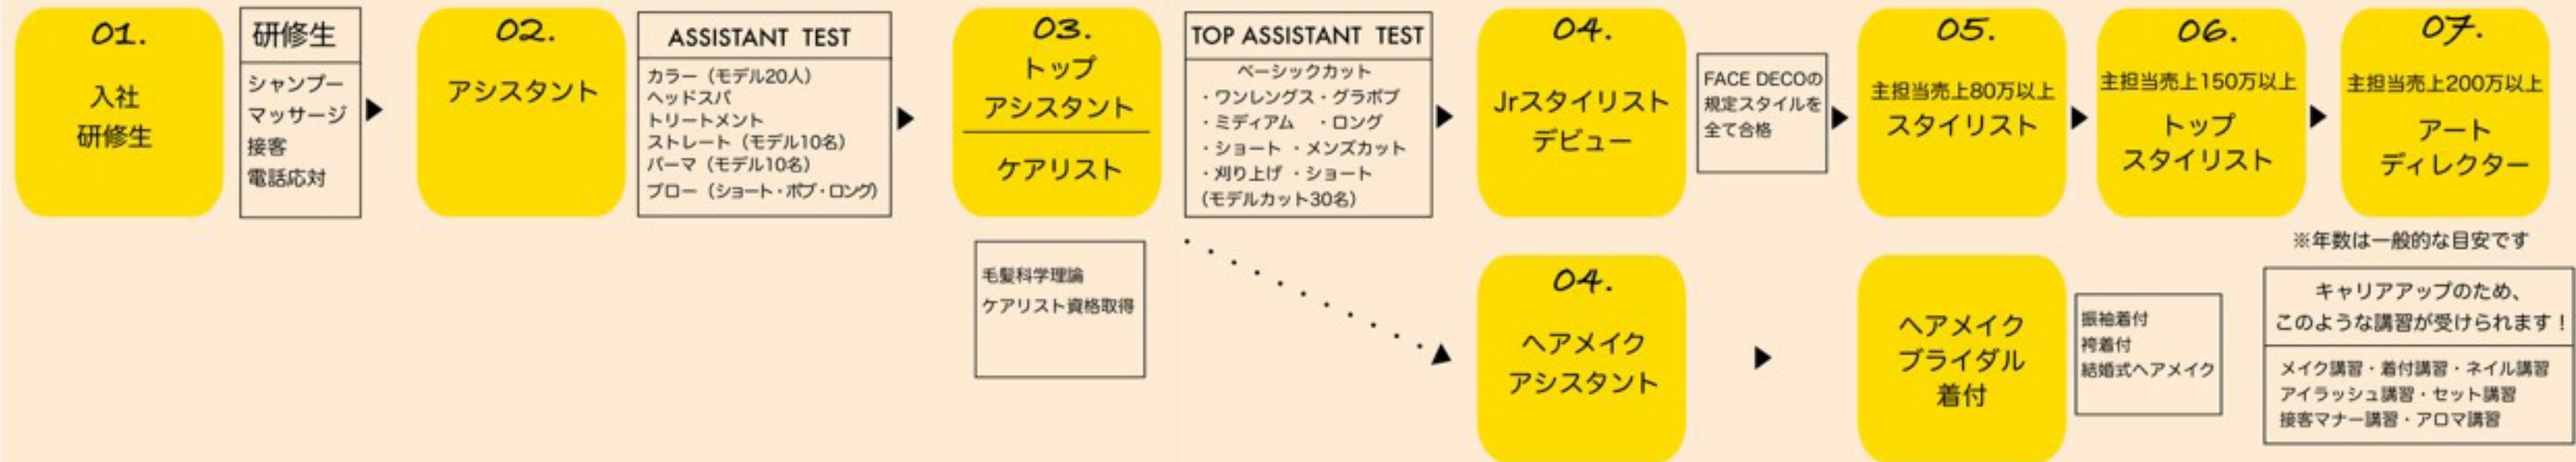 01.
入社
研修生
研修生
シャンプー
マッサージ
接客
電話応対
02.
アシスタント
ASSISTANT TEST
カラー（モデル20人）
ヘッドスパ
トリートメント
ストレート（モデル10名）
パーマ（モデル10名）
ブロー（ショート・ボブ・ロング）
03.
トップ
アシスタント
ケアリスト
毛髪科学理論
ケアリスト資格取得
TOP ASSISTANT TEST
ベーシックカット
・ワンレングス・グラボブ
・ミディアム ・ロング
・ショート ・メンズカット
・刈り上げ ・ショート
（モデルカット30名）
04.
Jrスタイリスト
デビュー
FACE DECOの
規定スタイルを
全て合格
05.
主担当売上80万以上
スタイリスト
06.
主担当売上150万以上
トップ
スタイリスト
07.
主担当売上200万以上
アート
ディレクター
※年数は一般的な目安です
04.
ヘアメイク
アシスタント
ヘアメイク
ブライダル
着付
振袖着付
袴着付
結婚式ヘアメイク
キャリアアップのため、
このような講習が受けられます！
メイク講習・着付講習・ネイル講習
アイラッシュ講習・セット講習
接客マナー講習・アロマ講習